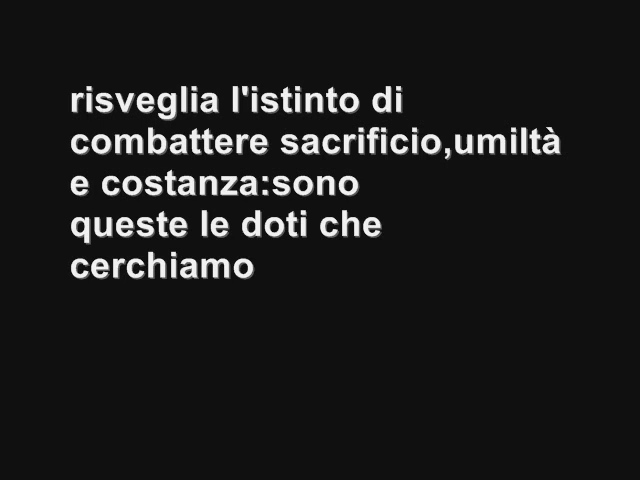 risveglia l'istinto di
combattere sacrificio,umiltà
e costanza:sono
queste le doti che
cerchiamo